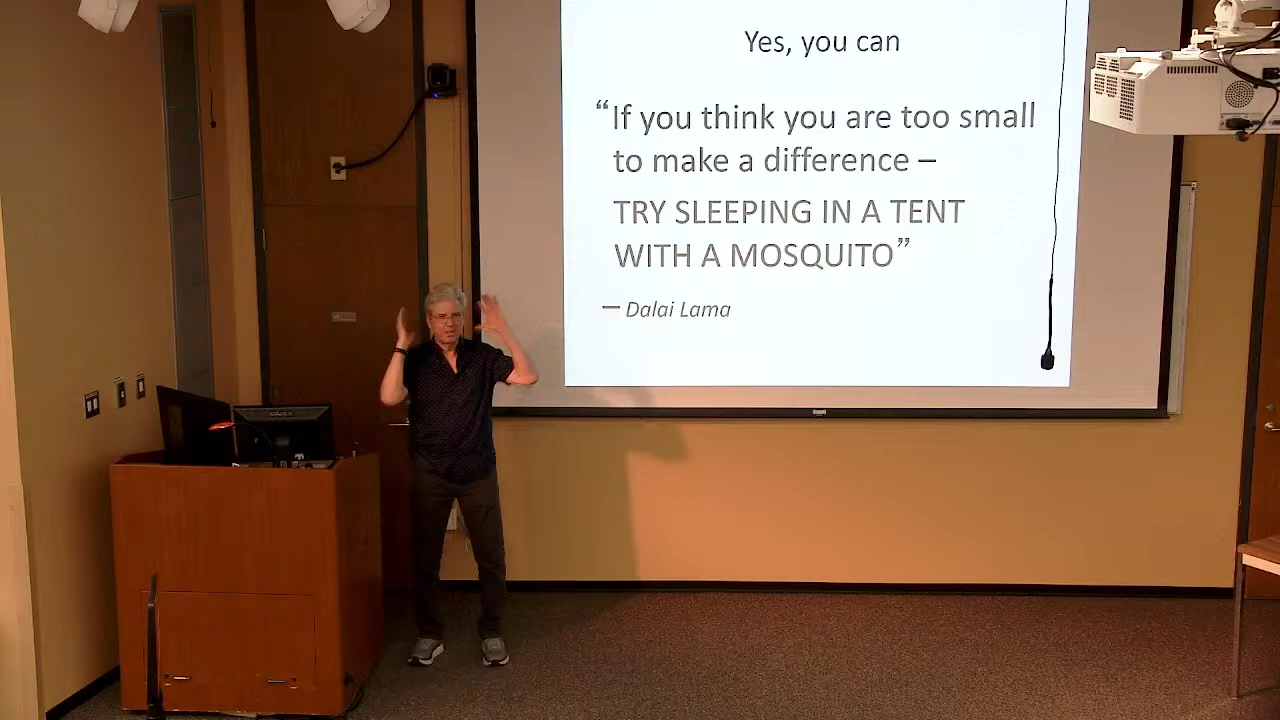 Yes, you can
“If you think you are too small
to make a difference –
TRY SLEEPING IN A TENT
WITH A MOSQUITO”
– Dalai Lama